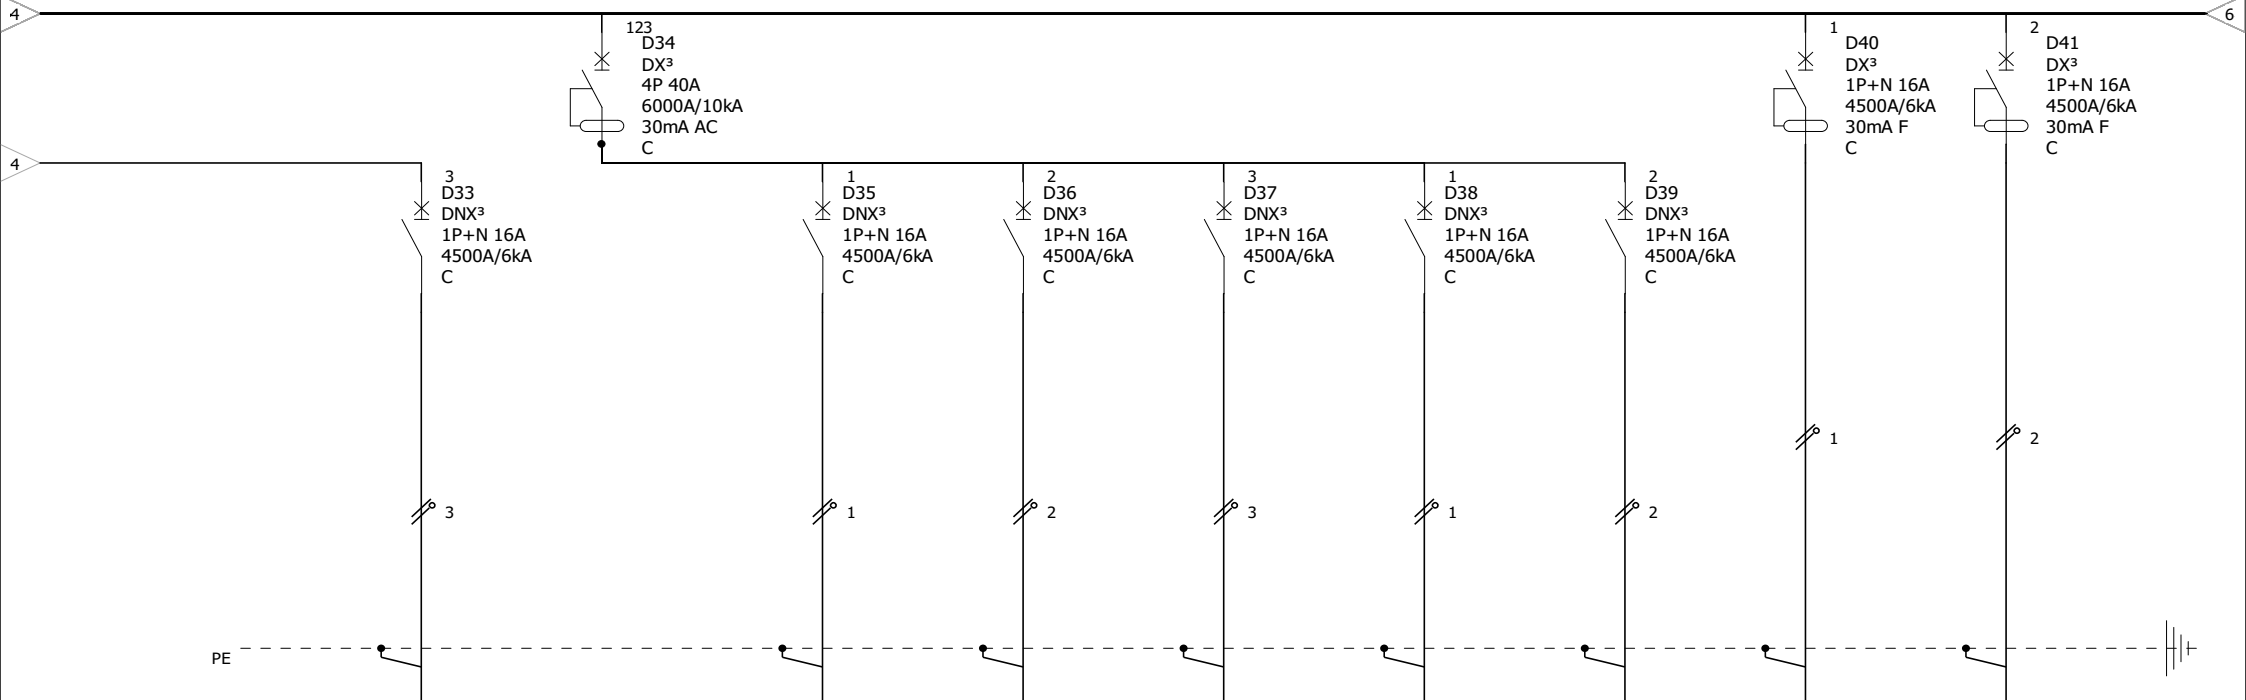 4
6
123
D34
DX³
4P 40A
6000A/10kA
30mA AC
C
1
D40
DX³
1P+N 16A
4500A/6kA
30mA F
C
2
D41
DX³
1P+N 16A
4500A/6kA
30mA F
C
4
3
D33
DNX³
1P+N 16A
4500A/6kA
C
1
D35
DNX³
1P+N 16A
4500A/6kA
C
2
D36
DNX³
1P+N 16A
4500A/6kA
C
3
D37
DNX³
1P+N 16A
4500A/6kA
C
1
D38
DNX³
1P+N 16A
4500A/6kA
C
2
D39
DNX³
1P+N 16A
4500A/6kA
C
1
2
3
1
2
3
1
2
PE